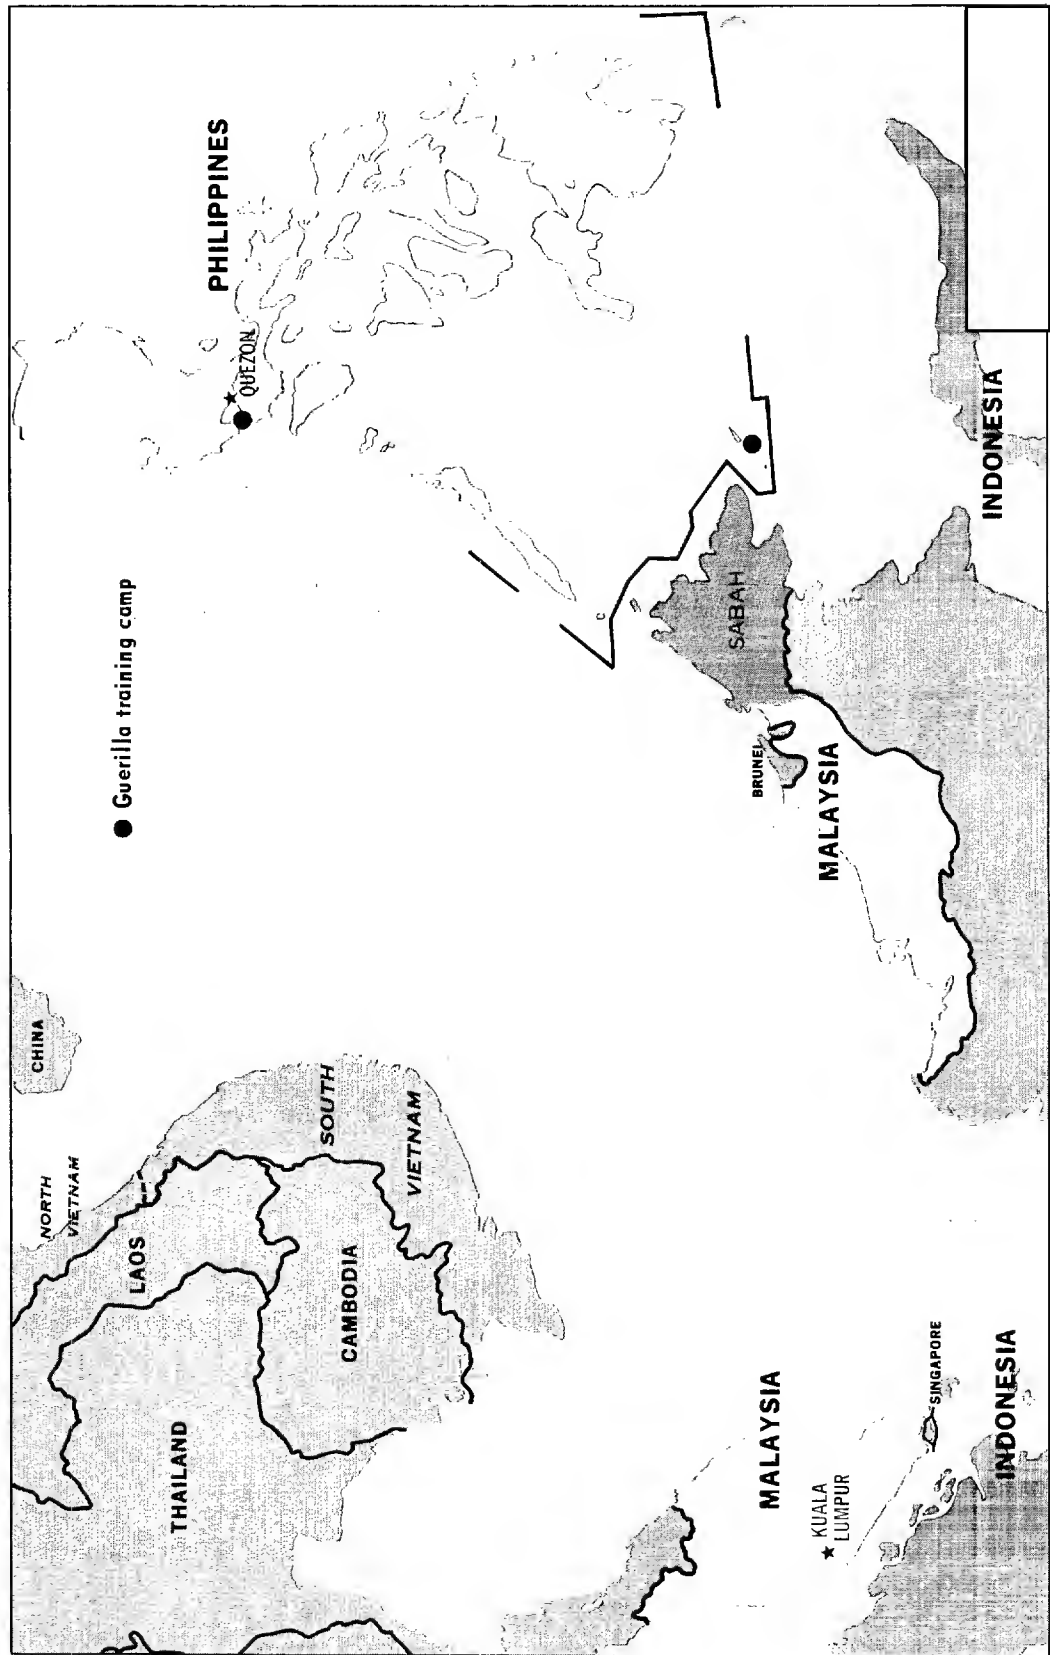 CHINA
NORTH
VIETNAM
LAOS
THAILAND
CAMBODIA
SOUTH
VIETNAM
Guerilla training camp
PHILIPPINES
QUEZON
SABAH
BRUNEI
MALAYSIA
INDONESIA
MALAYSIA
KUALA
LUMPUR
SINGAPORE
INDONESIA